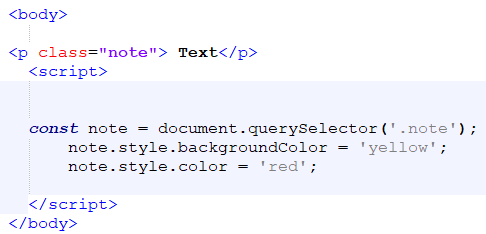 <body>
<p class="note"> Text</p>
<script>
const note = document.querySelector('.note');
note.style.backgroundColor = 'yellow';
note.style.color = 'red';
</script>
</body>